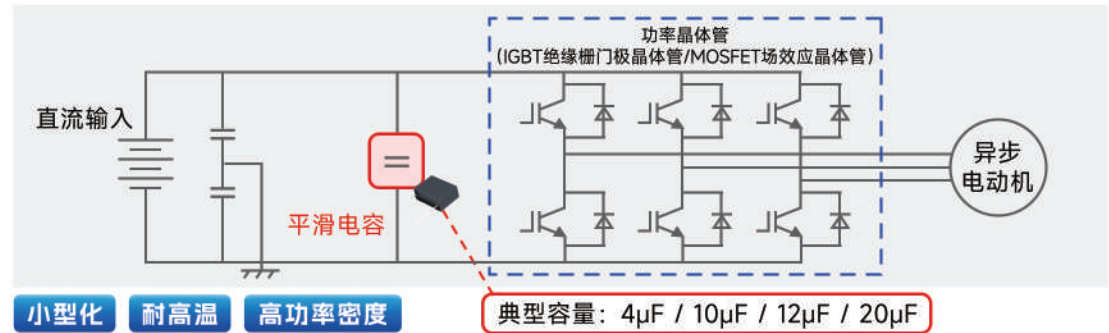 功率晶体管
(IGBT绝缘栅门极晶体管/MOSFET场效应晶体管)
直流输入
异步
电动机
平滑电容
小型化
耐高温
高功率密度
典型容量：4μF / 10μF / 12μF / 20μF